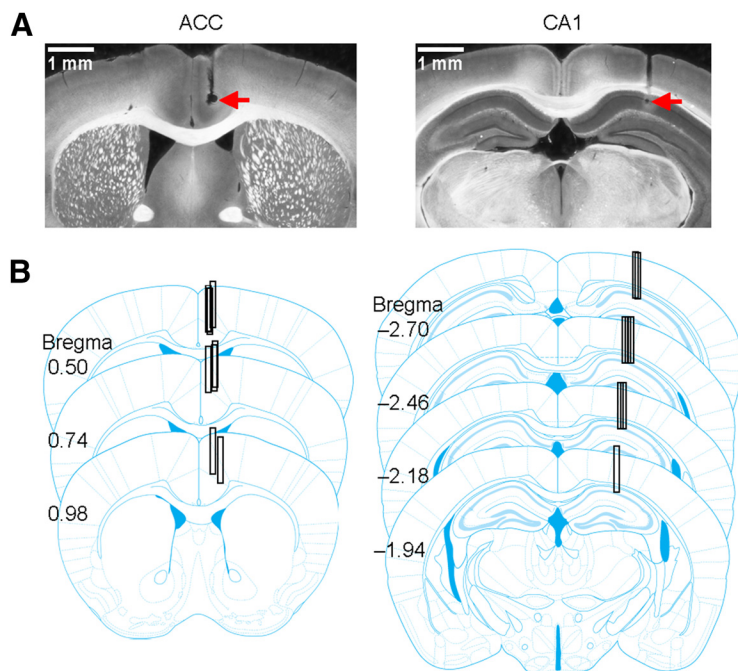 A
ACC
CA1
1 mm
1 mm
B
Bregma
0.50
0.74
0.98
Bregma
−2.70
−2.46
−2.18
−1.94